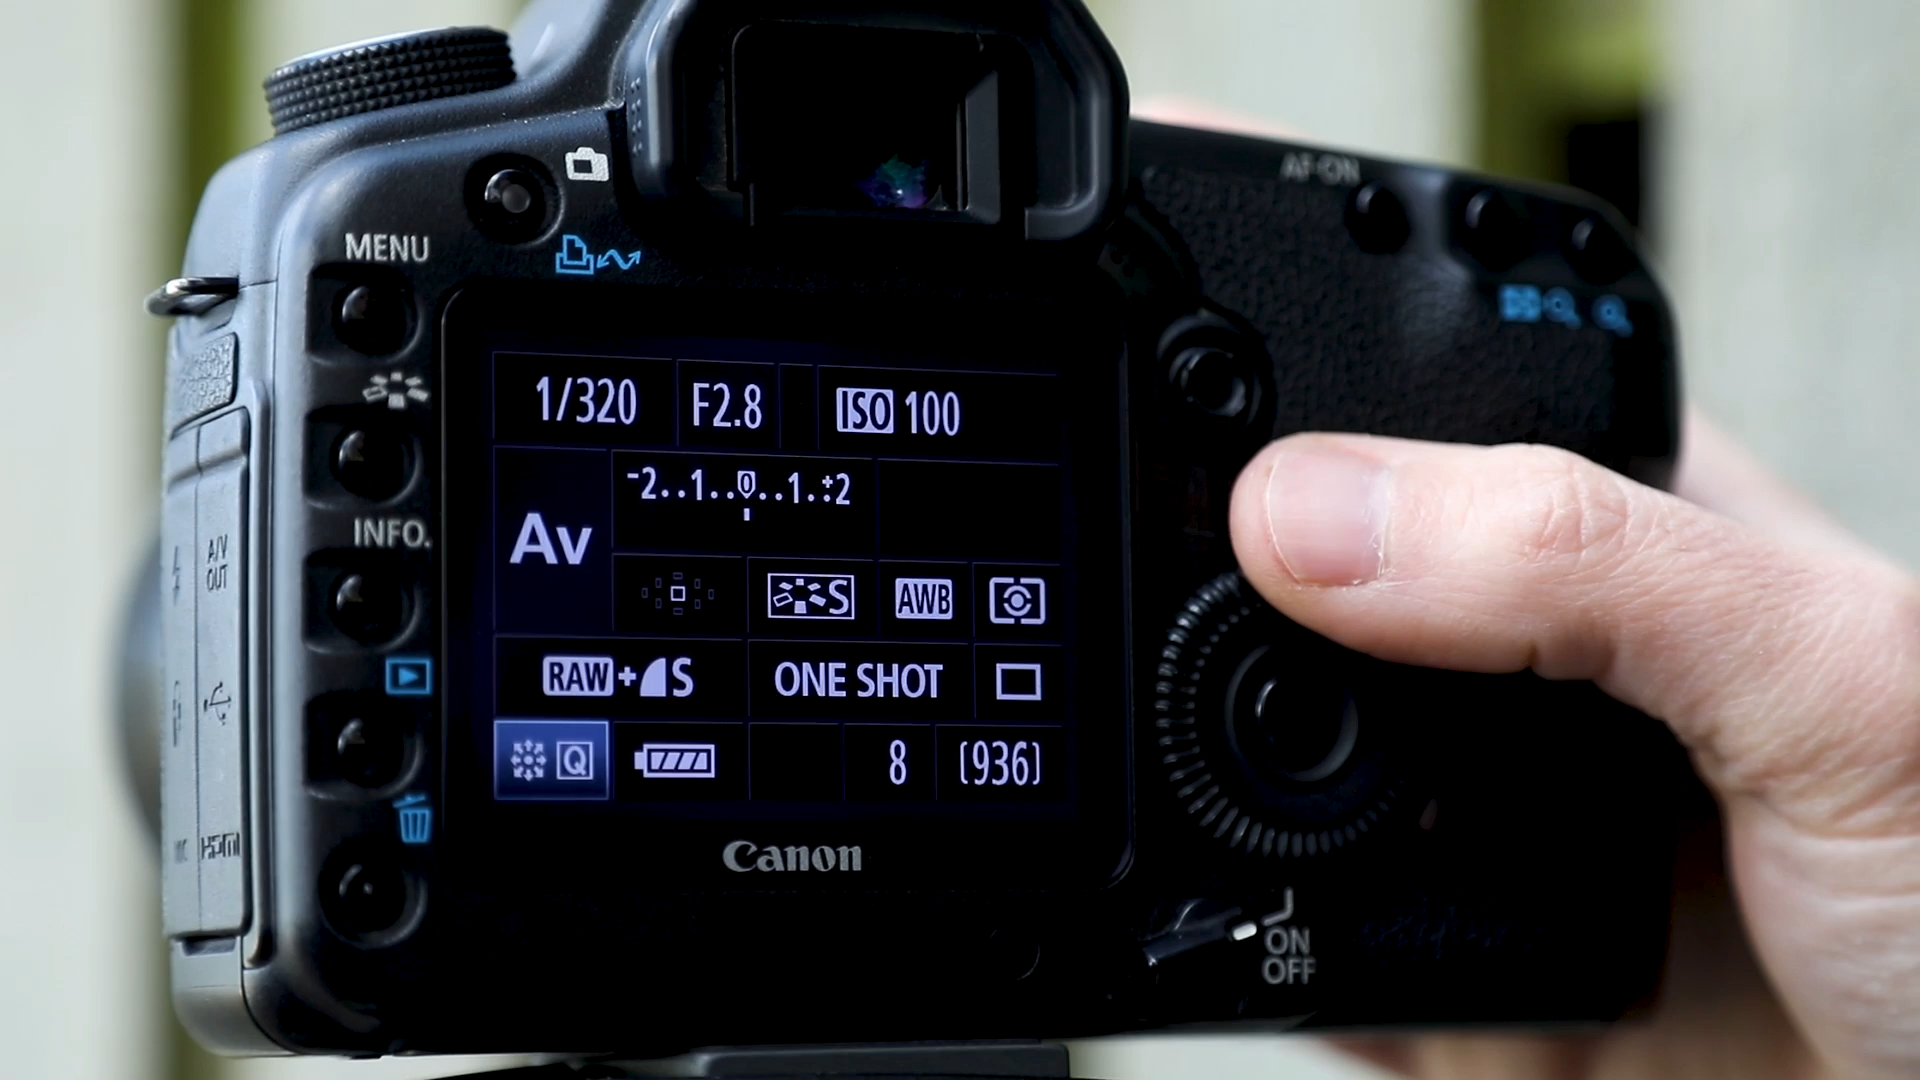 AF-ON
MENU
1/320 F2.8 ISO 100
-2..1..0..1.:+2
INFO.
A/V OUT
Av
S AWB
RAW+S ONE SHOT
Q 8 [936]
HDMI
Canon
ON
OFF